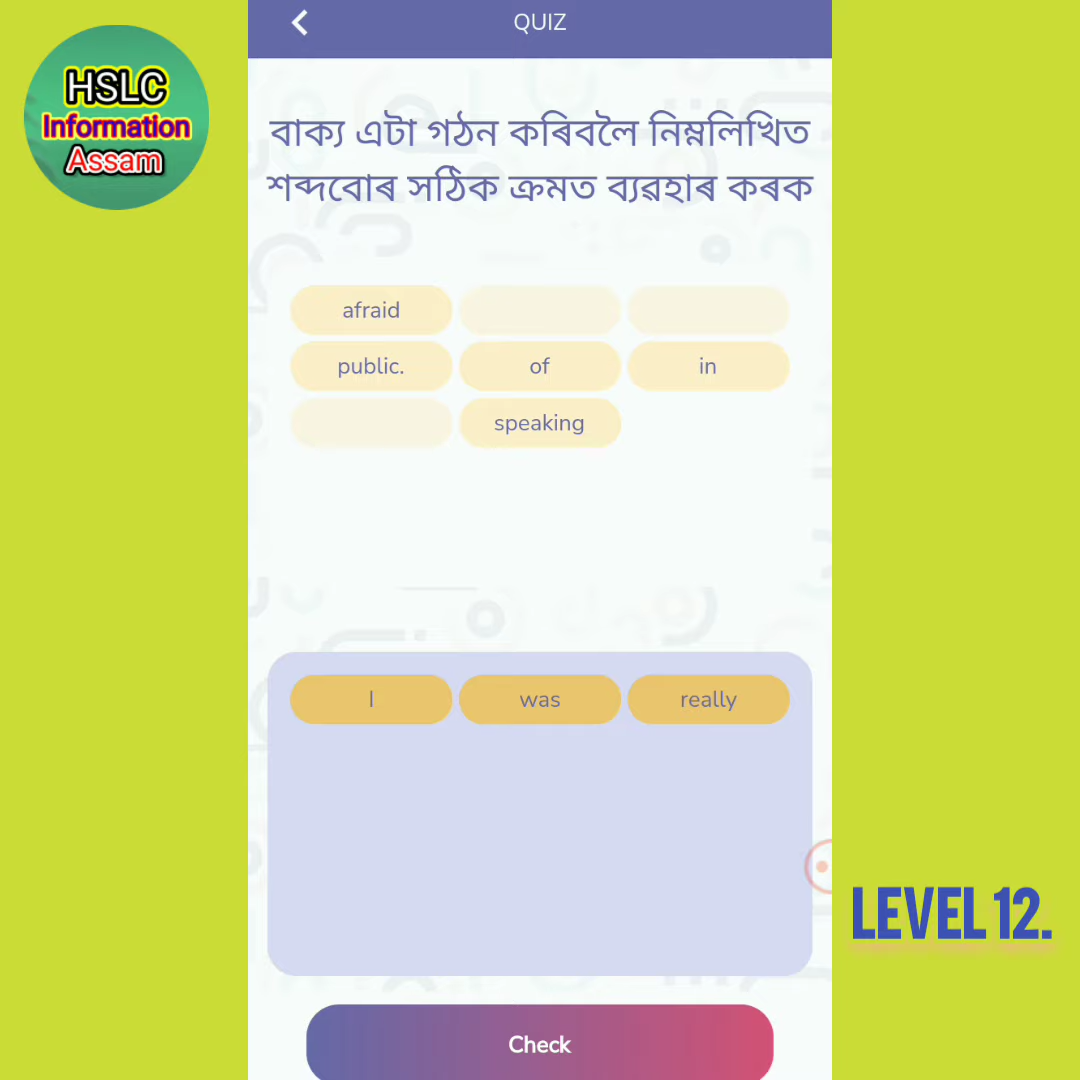 QUIZ
HSLC
Information
Assam
বাক্য এটা গঠন কৰিবলৈ নিম্নলিখিত
শব্দবোৰ সঠিক ক্ৰমত ব্যৱহাৰ কৰক
afraid
public. of in
speaking
I was really
LEVEL 12.
Check